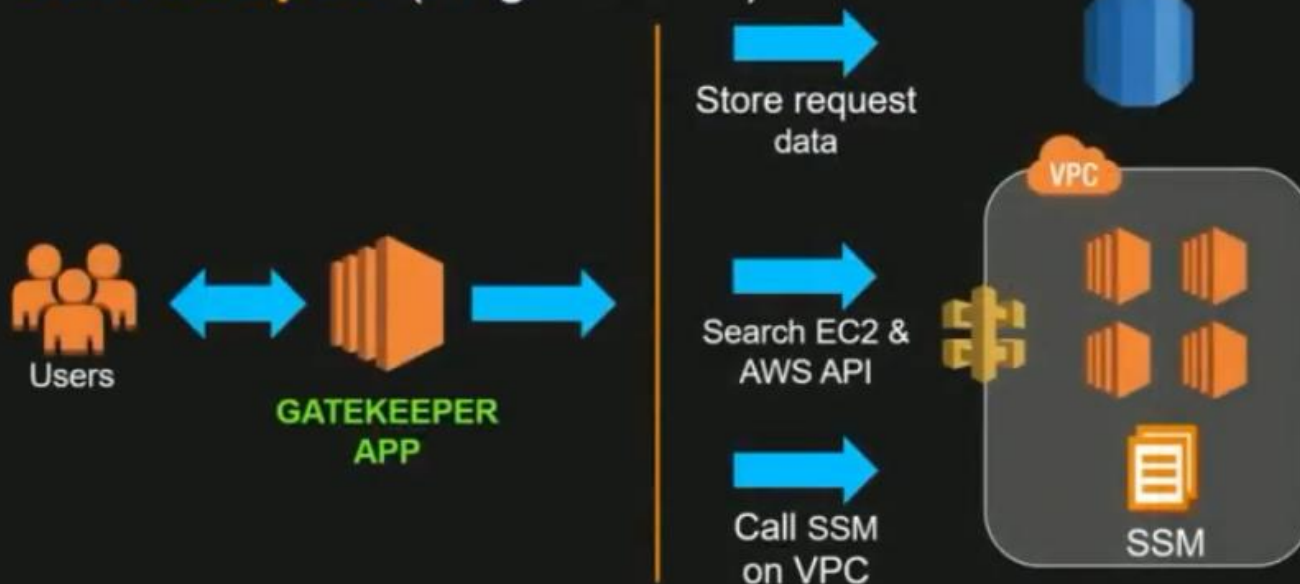 Store request
data
VPC
Users
GATEKEEPER
APP
Search EC2 &
AWS API
Call SSM
on VPC
SSM